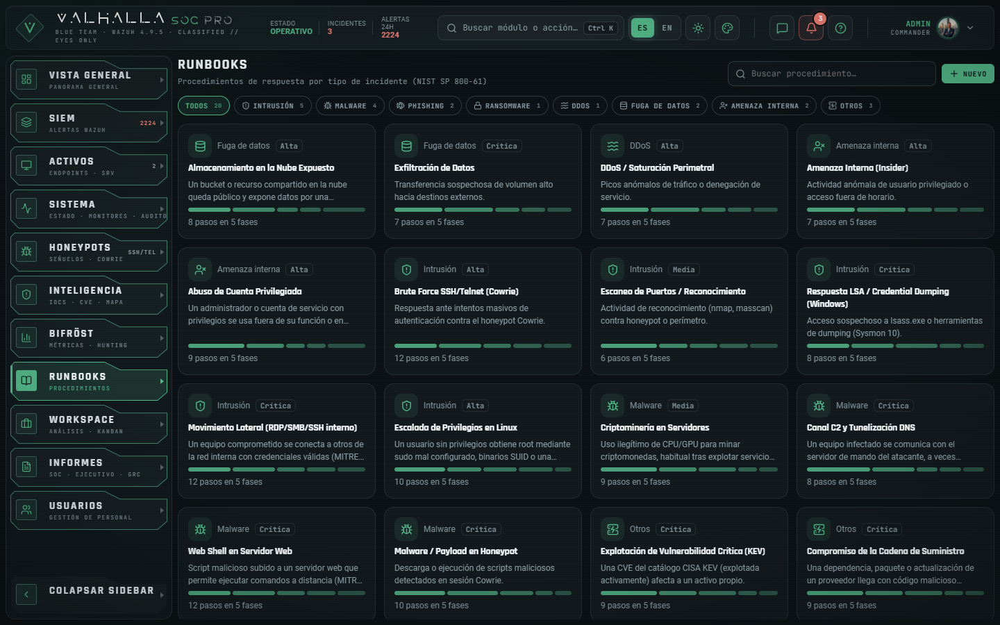 VALHALLA SOC PRO
BLUE TEAM · WAZUH 4.9.5 · CLASSIFIED //
EYES ONLY
ESTADO
OPERATIVO
INCIDENTES
3
ALERTAS
24H
2224
Buscar módulo o acción…
Ctrl K
ES
EN
3
ADMIN
COMMANDER
VISTA GENERAL
PANORAMA GENERAL
SIEM
ALERTAS WAZUH
2224
ACTIVOS
ENDPOINTS · SRV
2
SISTEMA
ESTADO · MONITORES · AUDITO
HONEYPOTS
SEÑUELOS · COWRIE
SSH/TEL
INTELIGENCIA
IOCS · CVE · MAPA
BIFRÖST
MÉTRICAS · HUNTING
RUNBOOKS
PROCEDIMIENTOS
WORKSPACE
ANÁLISIS · KANBAN
INFORMES
SOC · EJECUTIVO · GRC
USUARIOS
GESTIÓN DE PERSONAL
COLAPSAR SIDEBAR
RUNBOOKS
Procedimientos de respuesta por tipo de incidente (NIST SP 800-61)
Buscar procedimiento…
NUEVO
TODOS 20
INTRUSIÓN 5
MALWARE 4
PHISHING 2
RANSOMWARE 1
DDOS 1
FUGA DE DATOS 2
AMENAZA INTERNA 2
OTROS 3
Fuga de datos Alta
Almacenamiento en la Nube Expuesto
Un bucket o recurso compartido en la nube
queda público y expone datos por una…
8 pasos en 5 fases
Fuga de datos Crítica
Exfiltración de Datos
Transferencia sospechosa de volumen alto
hacia destinos externos.
7 pasos en 5 fases
DDoS Alta
DDoS / Saturación Perimetral
Picos anómalos de tráfico o denegación de
servicio.
7 pasos en 5 fases
Amenaza interna Alta
Amenaza Interna (Insider)
Actividad anómala de usuario privilegiado o
acceso fuera de horario.
7 pasos en 5 fases
Amenaza interna Alta
Abuso de Cuenta Privilegiada
Un administrador o cuenta de servicio con
privilegios se usa fuera de su función o en…
9 pasos en 5 fases
Intrusión Alta
Brute Force SSH/Telnet (Cowrie)
Respuesta ante intentos masivos de
autenticación contra el honeypot Cowrie.
12 pasos en 5 fases
Intrusión Media
Escaneo de Puertos / Reconocimiento
Actividad de reconocimiento (nmap, masscan)
contra honeypot o perímetro.
6 pasos en 5 fases
Intrusión Crítica
Respuesta LSA / Credential Dumping
(Windows)
Acceso sospechoso a lsass.exe o herramientas
de dumping (Sysmon 10).
8 pasos en 5 fases
Intrusión Crítica
Movimiento Lateral (RDP/SMB/SSH interno)
Un equipo comprometido se conecta a otros de
la red interna con credenciales válidas (MITRE…
12 pasos en 5 fases
Intrusión Alta
Escalada de Privilegios en Linux
Un usuario sin privilegios obtiene root mediante
sudo mal configurado, binarios SUID o una…
10 pasos en 5 fases
Malware Media
Criptominería en Servidores
Uso ilegítimo de CPU/GPU para minar
criptomonedas, habitual tras explotar servicio…
9 pasos en 5 fases
Malware Crítica
Canal C2 y Tunelización DNS
Un equipo infectado se comunica con el
servidor de mando del atacante, a veces…
8 pasos en 5 fases
Malware Crítica
Web Shell en Servidor Web
Script malicioso subido a un servidor web que
permite ejecutar comandos a distancia (MITR…
12 pasos en 5 fases
Malware Crítica
Malware / Payload en Honeypot
Descarga o ejecución de scripts maliciosos
detectados en sesión Cowrie.
10 pasos en 5 fases
Otros Crítica
Explotación de Vulnerabilidad Crítica (KEV)
Una CVE del catálogo CISA KEV (explotada
activamente) afecta a un activo propio.
9 pasos en 5 fases
Otros Crítica
Compromiso de la Cadena de Suministro
Una dependencia, paquete o actualización de
un proveedor llega con código malicioso…
9 pasos en 5 fases